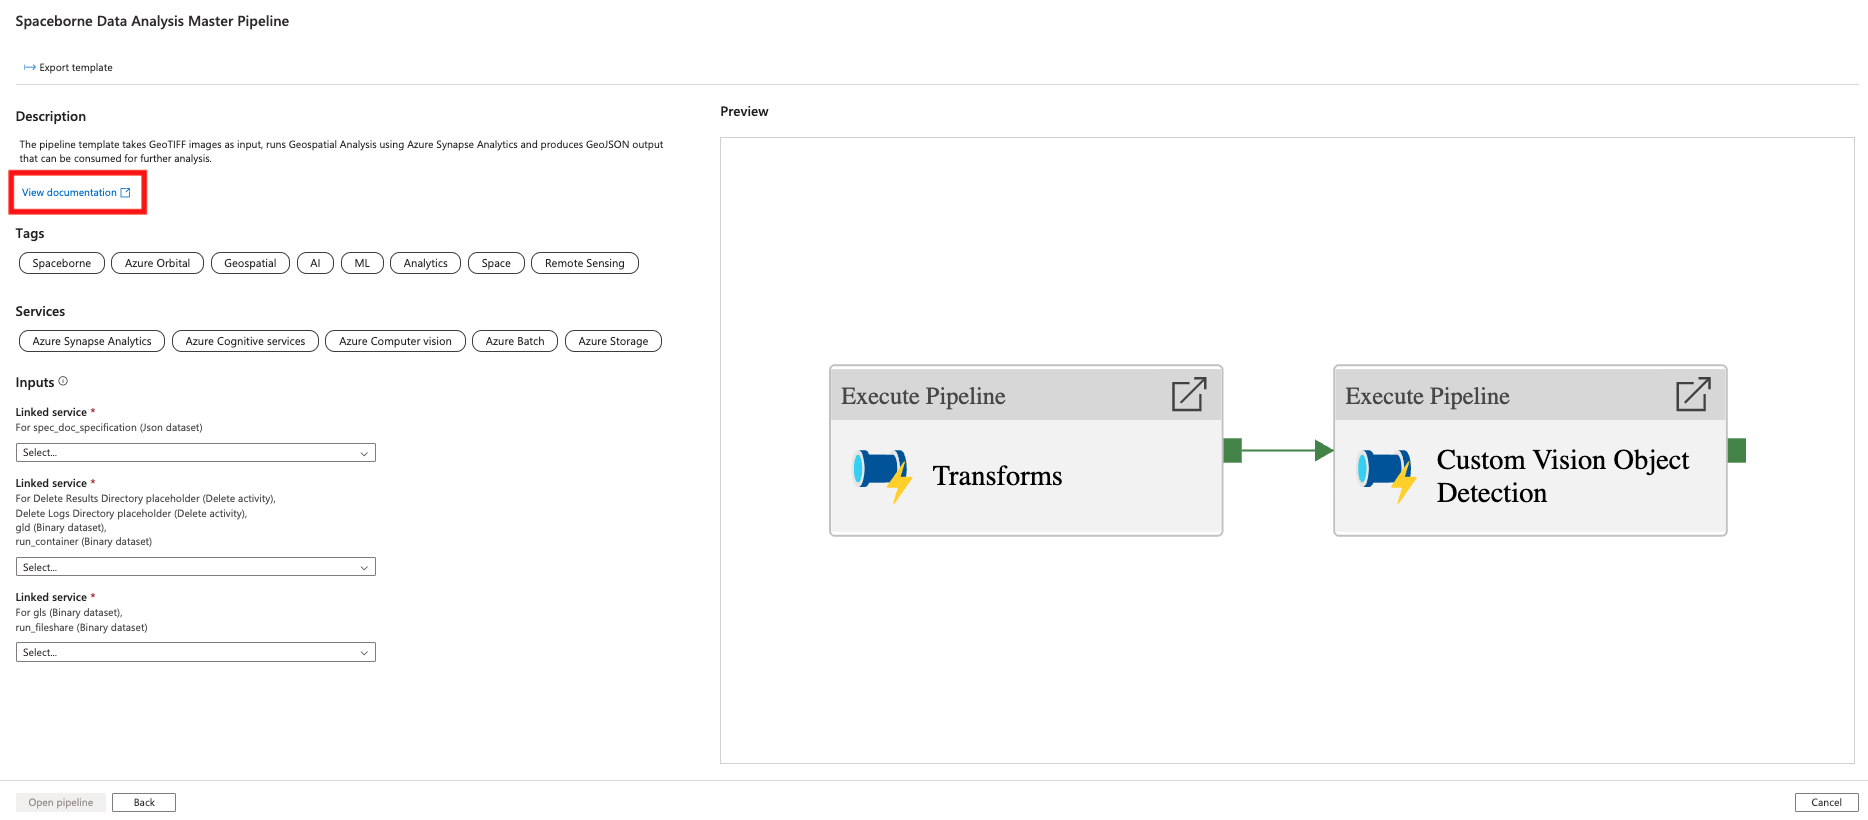 Spaceborne Data Analysis Master Pipeline
Export template
Description
The pipeline template takes GeoTIFF images as input, runs Geospatial Analysis using Azure Synapse Analytics and produces GeoJSON output
that can be consumed for further analysis.
View documentation
Tags
Spaceborne Azure Orbital Geospatial AI ML Analytics Space Remote Sensing
Services
Azure Synapse Analytics Azure Cognitive services Azure Computer vision Azure Batch Azure Storage
Inputs
Linked service *
For spec_doc_specification (Json dataset)
Select...
Linked service *
For Delete Results Directory placeholder (Delete activity),
Delete Logs Directory placeholder (Delete activity),
gld (Binary dataset),
run_container (Binary dataset)
Select...
Linked service *
For gls (Binary dataset),
run_fileshare (Binary dataset)
Select...
Preview
Execute Pipeline
Transforms
Execute Pipeline
Custom Vision Object
Detection
Open pipeline Back Cancel